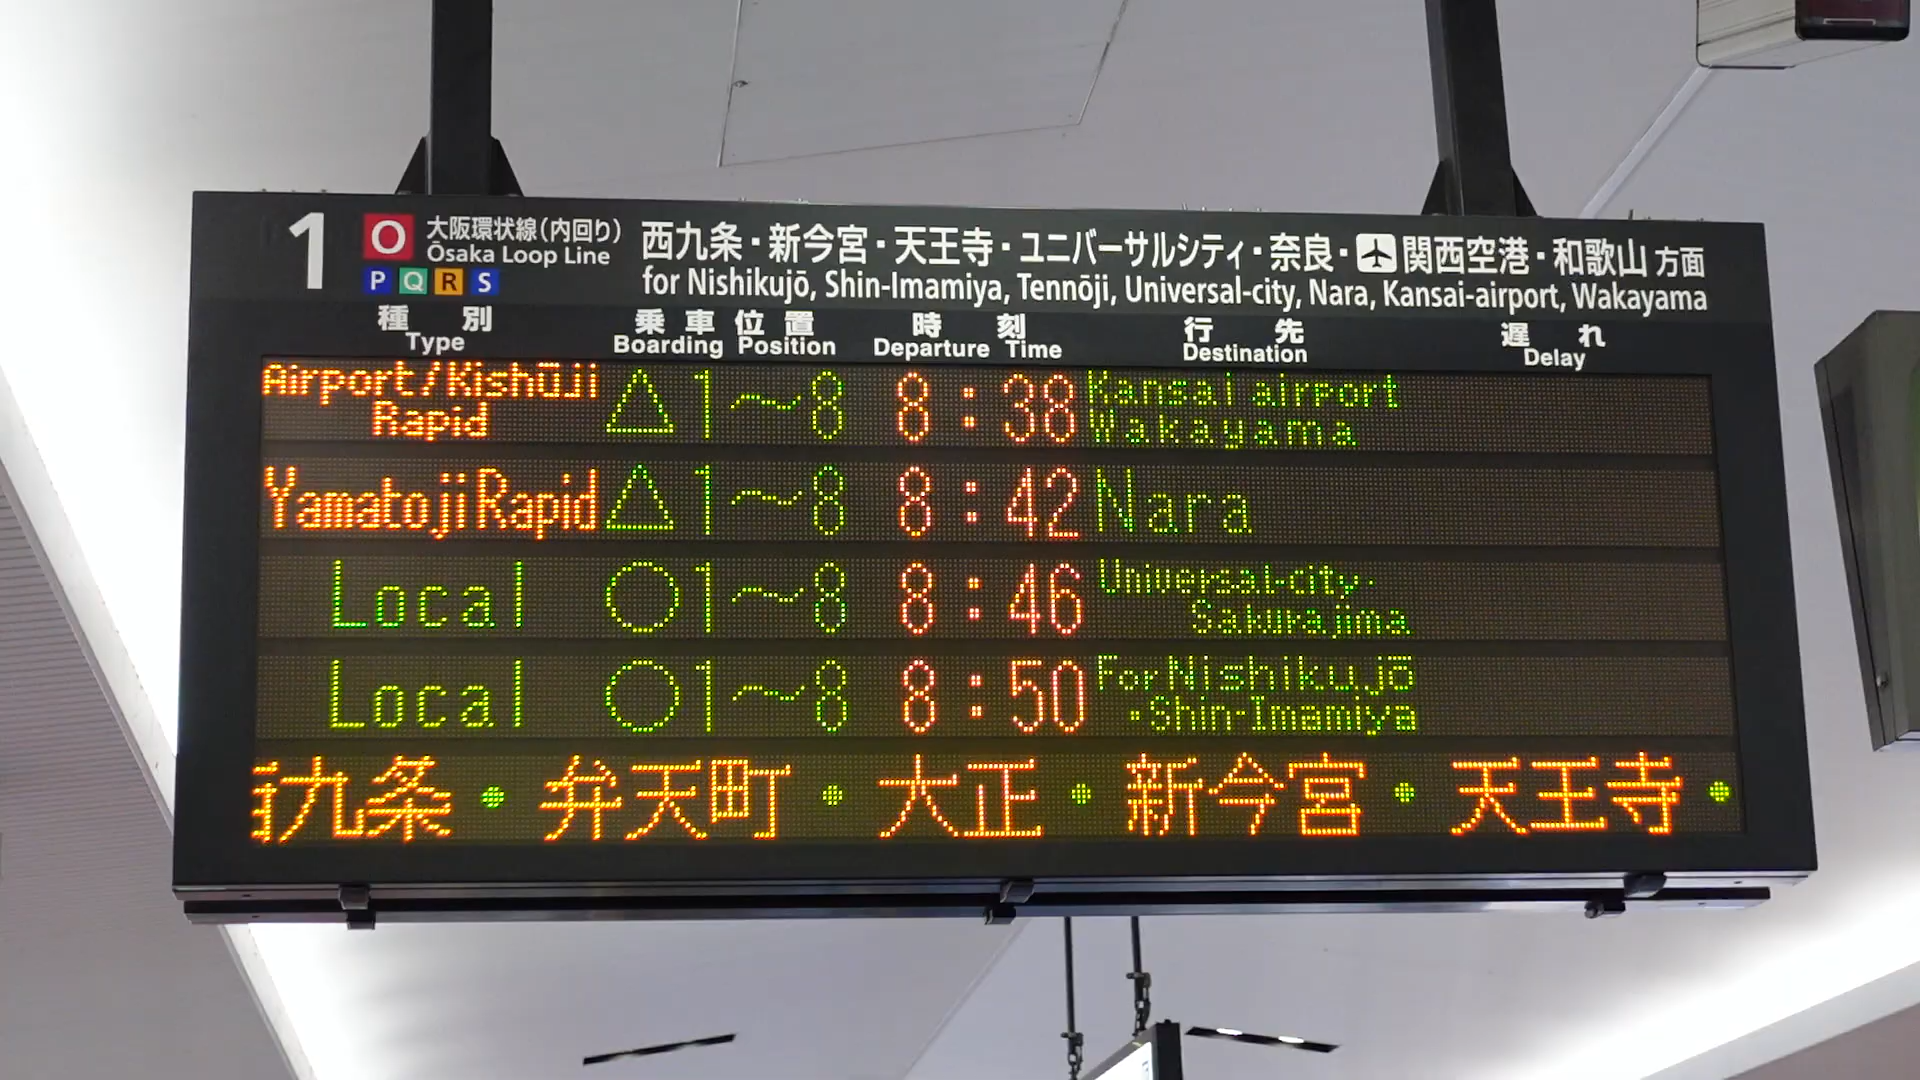 1 O 大阪環状線(内回り) 西九条・新今宮・天王寺・ユニバーサルシティ・奈良・関西空港・和歌山 方面
Ōsaka Loop Line
P Q R S for Nishikujō, Shin-Imamiya, Tennōji, Universal-city, Nara, Kansai-airport, Wakayama
種別 乗車位置 時刻 行先 遅れ
Type Boarding Position Departure Time Destination Delay
Airport/Kishūji Rapid △1~8 8:38 Kansai airport Wakayama
Yamatoji Rapid △1~8 8:42 Nara
Local ○1~8 8:46 Universal-city・Sakurajima
Local ○1~8 8:50 For Nishikujō・Shin-Imamiya
九条・弁天町・大正・新今宮・天王寺・